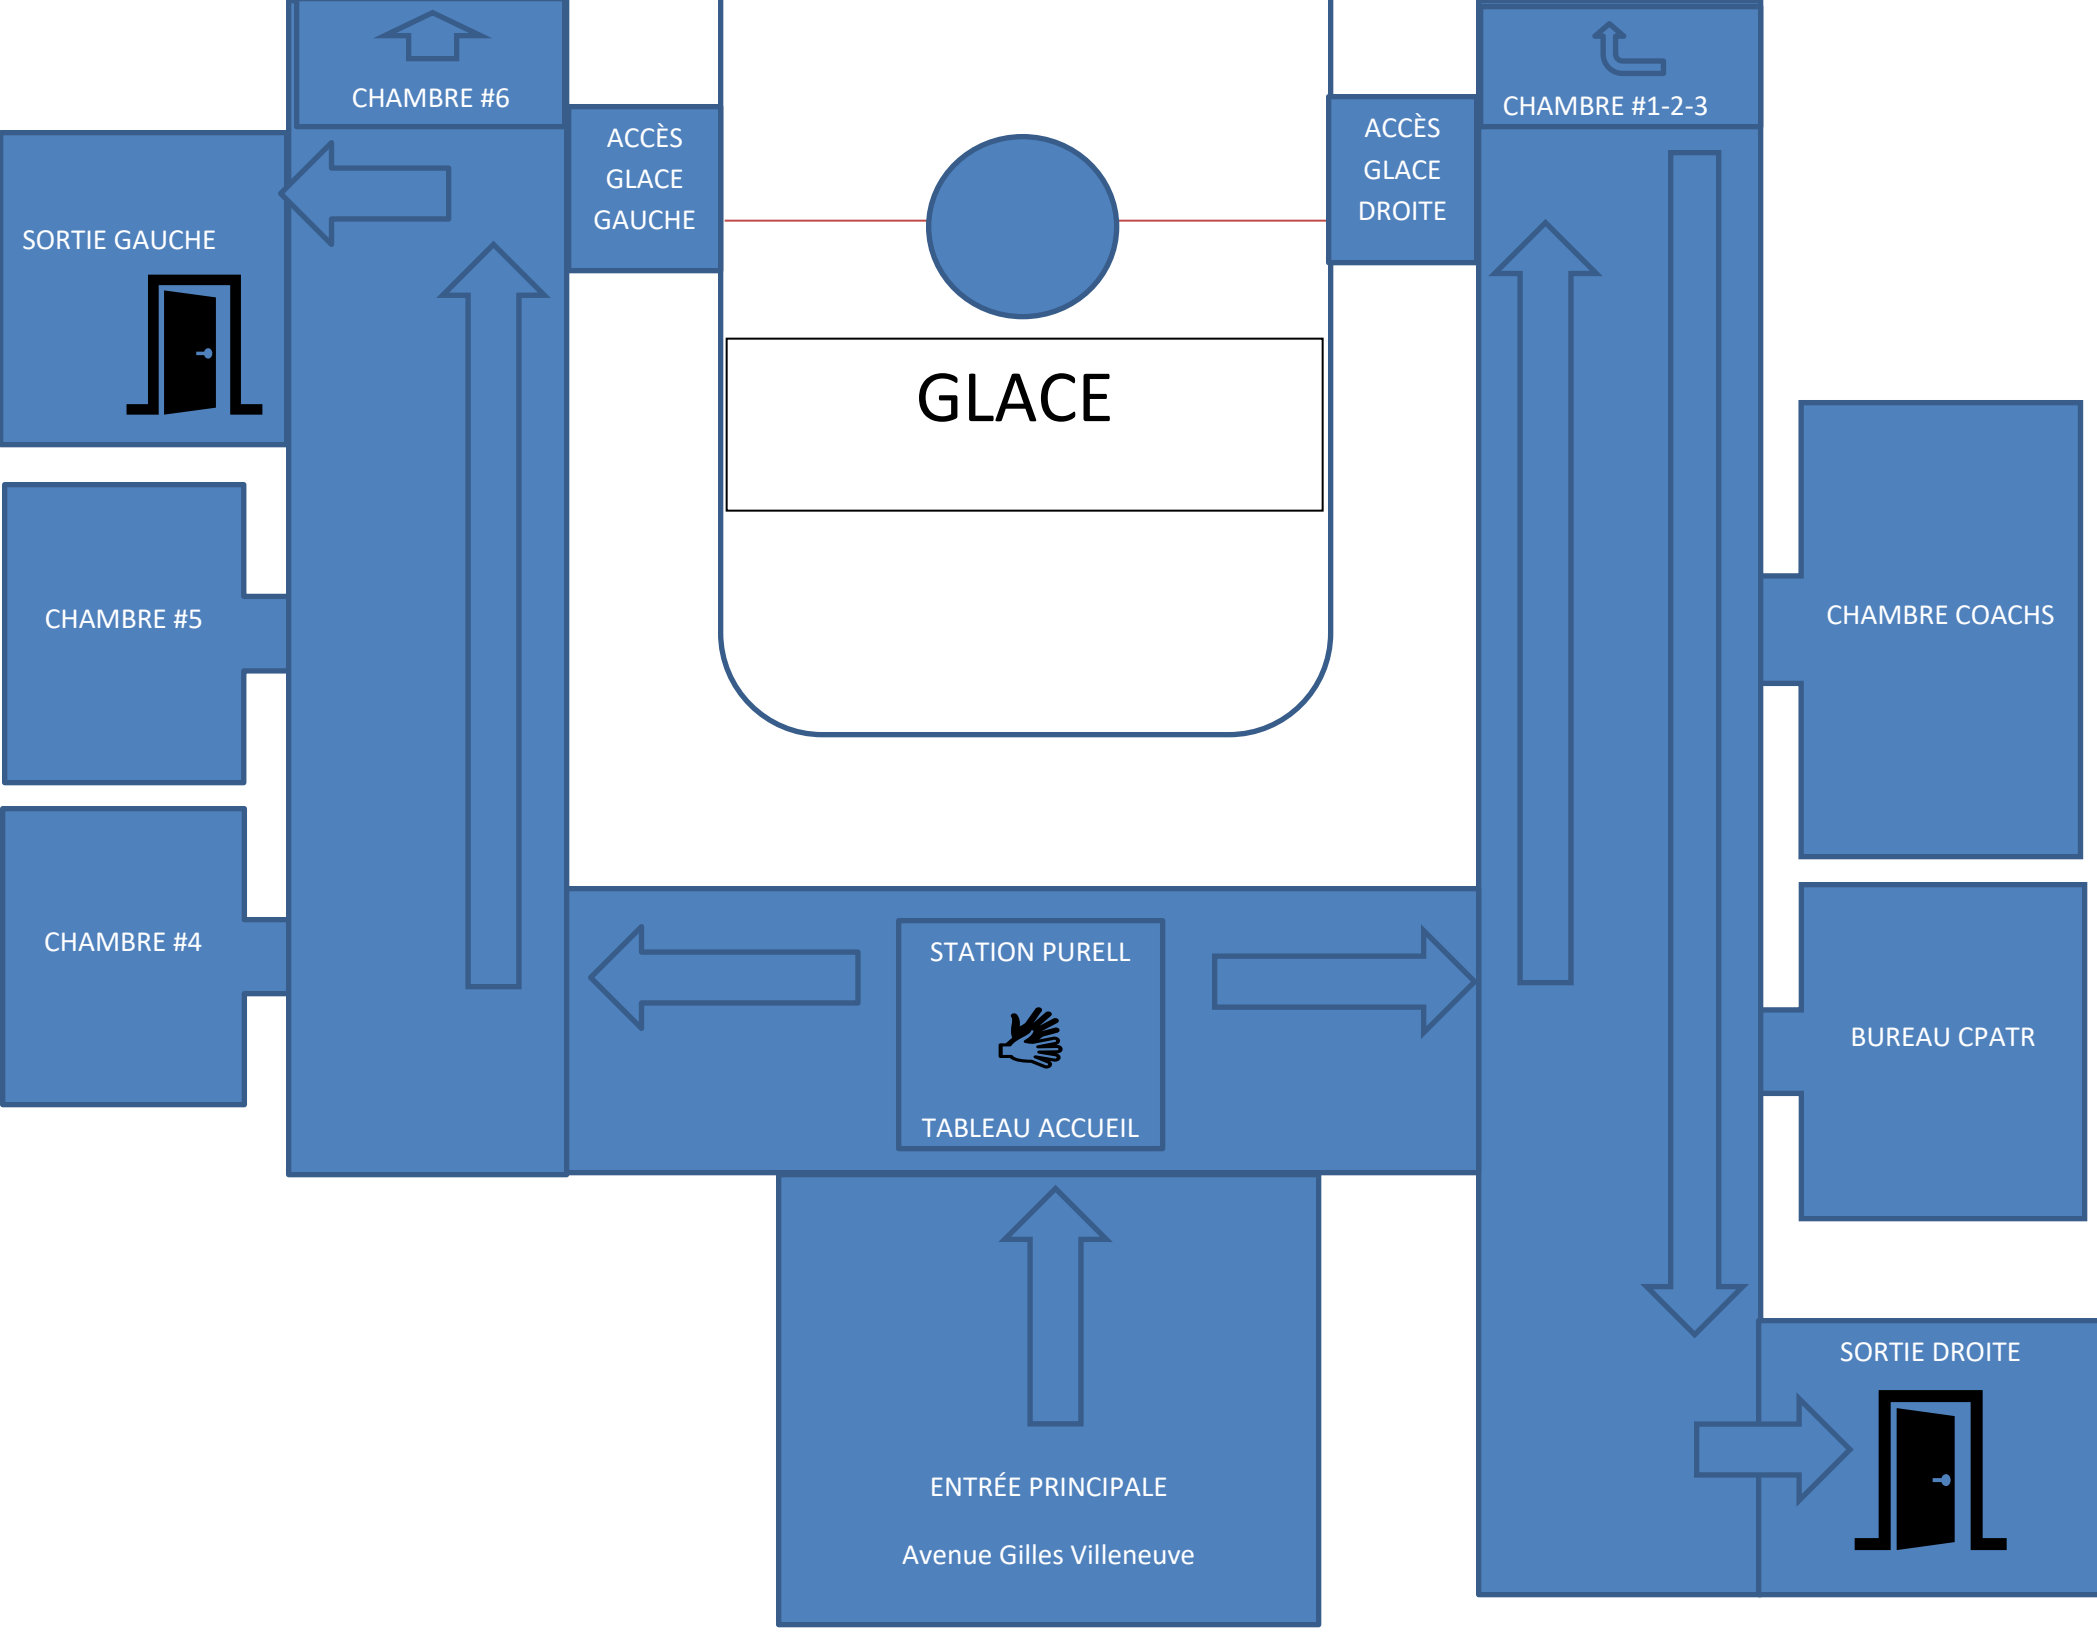 CHAMBRE #6
CHAMBRE #1-2-3
ACCÈS
GLACE
GAUCHE
ACCÈS
GLACE
DROITE
SORTIE GAUCHE
GLACE
CHAMBRE #5
CHAMBRE COACHS
CHAMBRE #4
STATION PURELL
TABLEAU ACCUEIL
BUREAU CPATR
SORTIE DROITE
ENTRÉE PRINCIPALE
Avenue Gilles Villeneuve